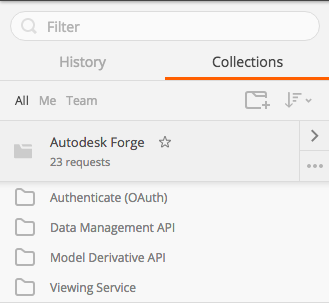 Filter
History Collections
All Me Team
Autodesk Forge
23 requests
Authenticate (OAuth)
Data Management API
Model Derivative API
Viewing Service